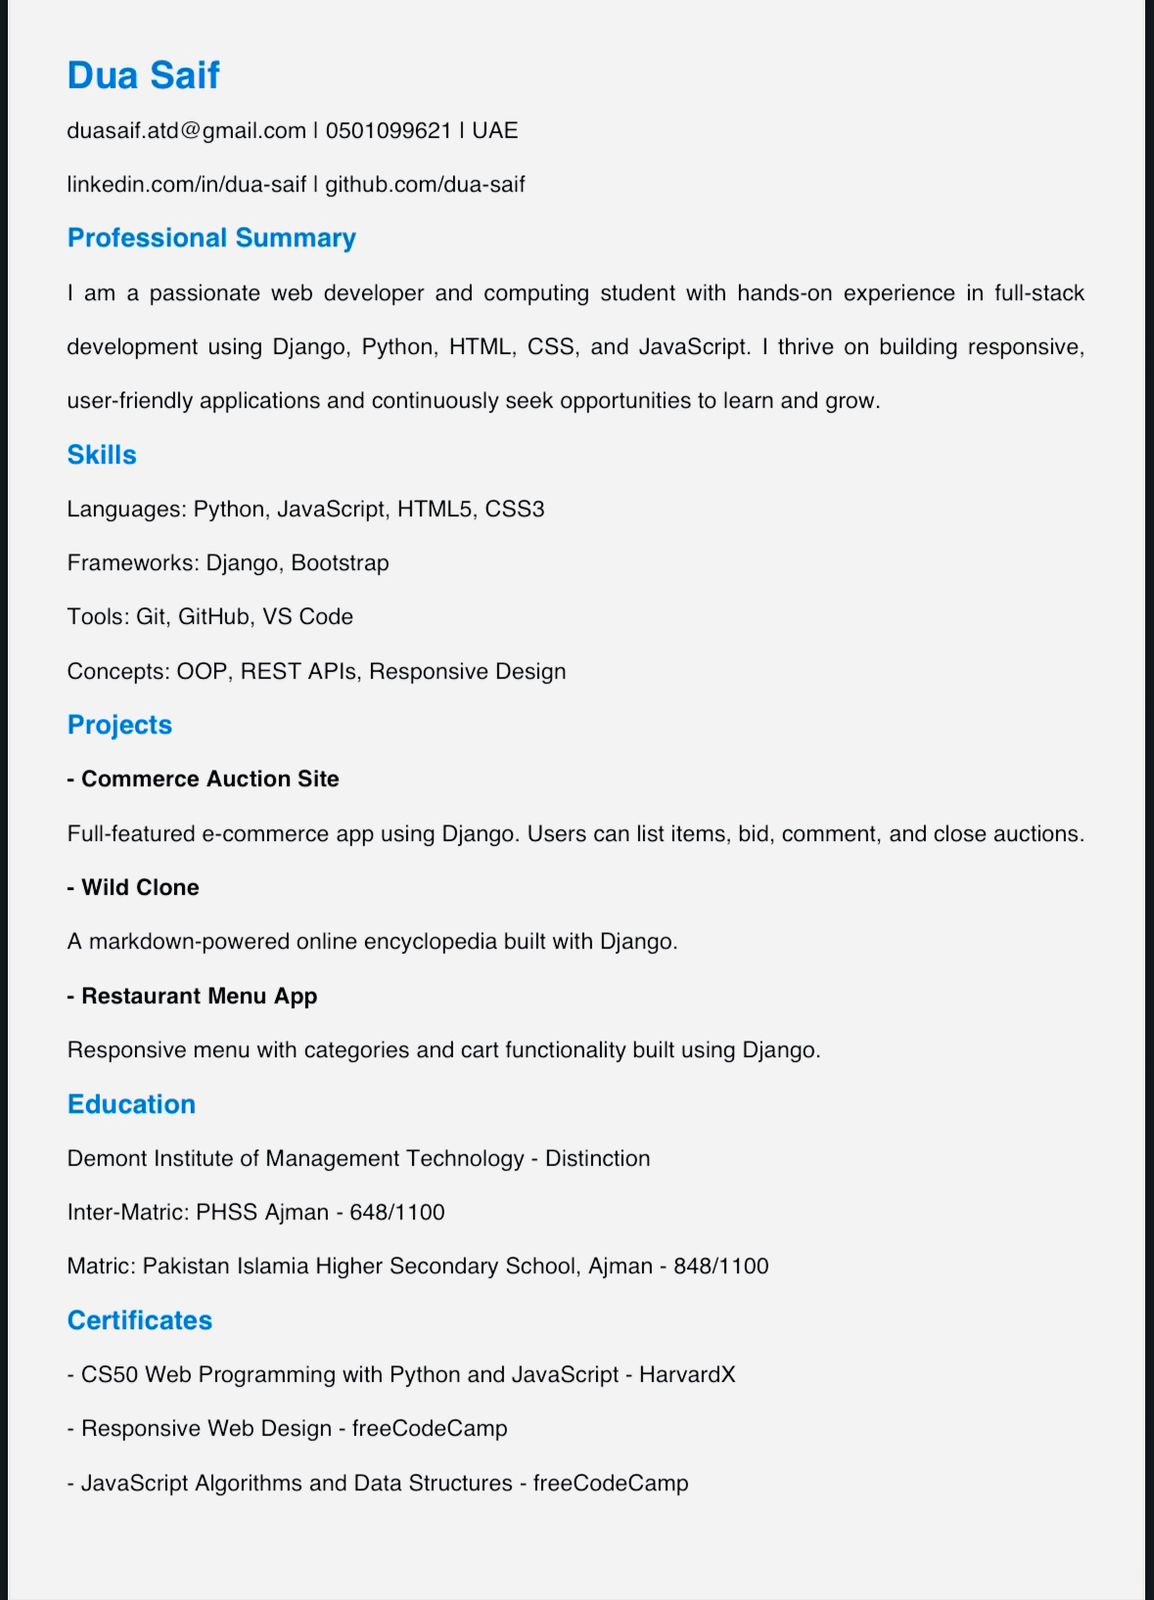 Dua Saif
duasaif.atd@gmail.com | 0501099621 | UAE
linkedin.com/in/dua-saif | github.com/dua-saif
Professional Summary
I am a passionate web developer and computing student with hands-on experience in full-stack
development using Django, Python, HTML, CSS, and JavaScript. I thrive on building responsive,
user-friendly applications and continuously seek opportunities to learn and grow.
Skills
Languages: Python, JavaScript, HTML5, CSS3
Frameworks: Django, Bootstrap
Tools: Git, GitHub, VS Code
Concepts: OOP, REST APIs, Responsive Design
Projects
- Commerce Auction Site
Full-featured e-commerce app using Django. Users can list items, bid, comment, and close auctions.
- Wild Clone
A markdown-powered online encyclopedia built with Django.
- Restaurant Menu App
Responsive menu with categories and cart functionality built using Django.
Education
Demont Institute of Management Technology - Distinction
Inter-Matric: PHSS Ajman - 648/1100
Matric: Pakistan Islamia Higher Secondary School, Ajman - 848/1100
Certificates
- CS50 Web Programming with Python and JavaScript - HarvardX
- Responsive Web Design - freeCodeCamp
- JavaScript Algorithms and Data Structures - freeCodeCamp